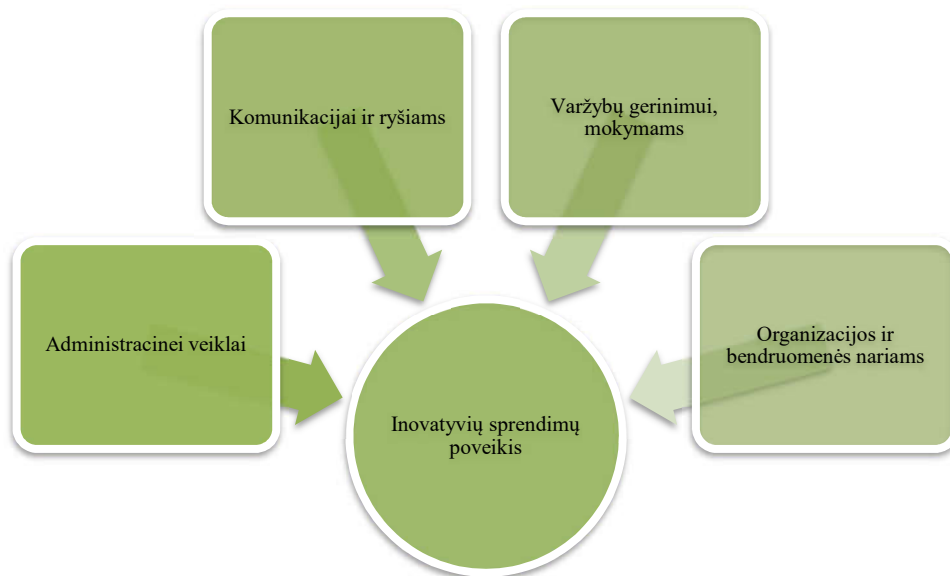 Komunikacijai ir ryšiams
Varžybų gerinimui,
mokymams
Administracinei veiklai
Organizacijos ir
bendruomenės nariams
Inovatyvių sprendimų
poveikis